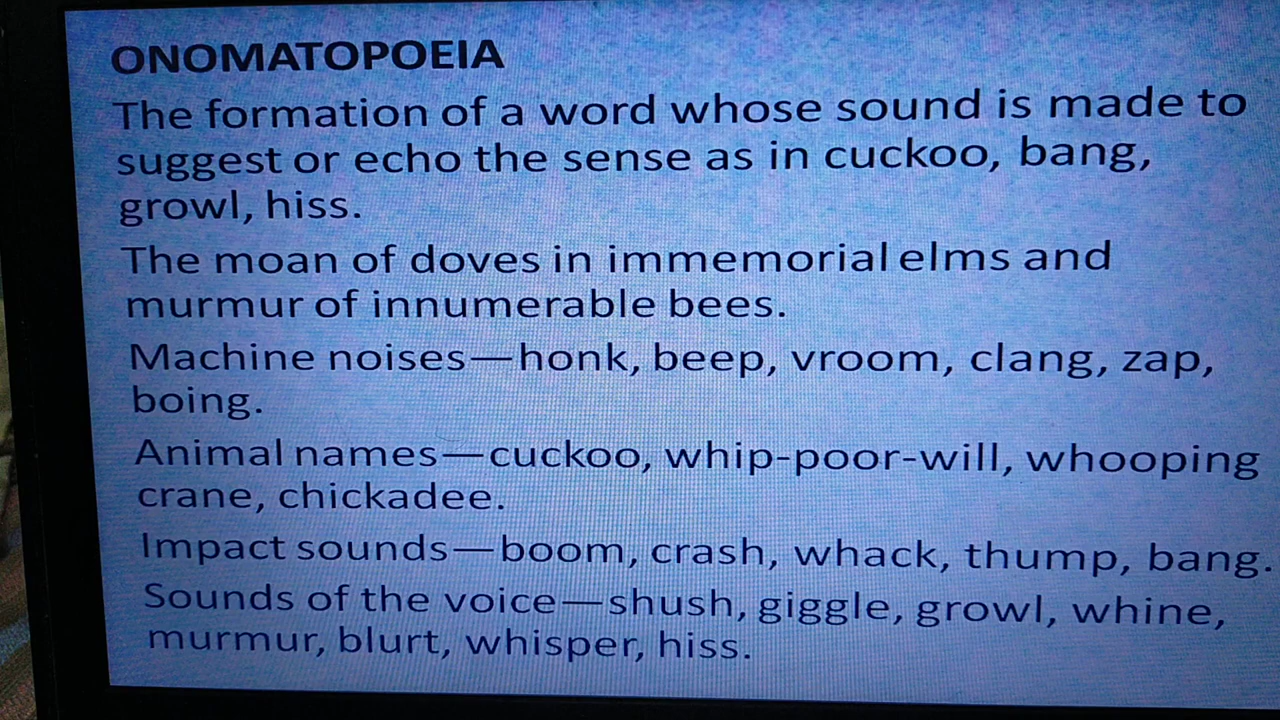 ONOMATOPOEIA
The formation of a word whose sound is made to
suggest or echo the sense as in cuckoo, bang,
growl, hiss.
The moan of doves in immemorial elms and
murmur of innumerable bees.
Machine noises—honk, beep, vroom, clang, zap,
boing.
Animal names—cuckoo, whip-poor-will, whooping
crane, chickadee.
Impact sounds—boom, crash, whack, thump, bang.
Sounds of the voice—shush, giggle, growl, whine,
murmur, blurt, whisper, hiss.